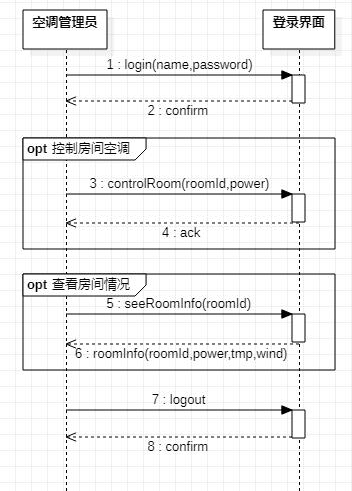 空调管理员
登录界面
1 : login(name,password)
2 : confirm
opt 控制房间空调
3 : controlRoom(roomId,power)
4 : ack
opt 查看房间情况
5 : seeRoomInfo(roomId)
6 : roomInfo(roomId,power,tmp,wind)
7 : logout
8 : confirm